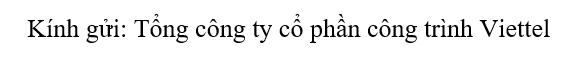 Kính gửi: Tổng công ty cổ phần công trình Viettel